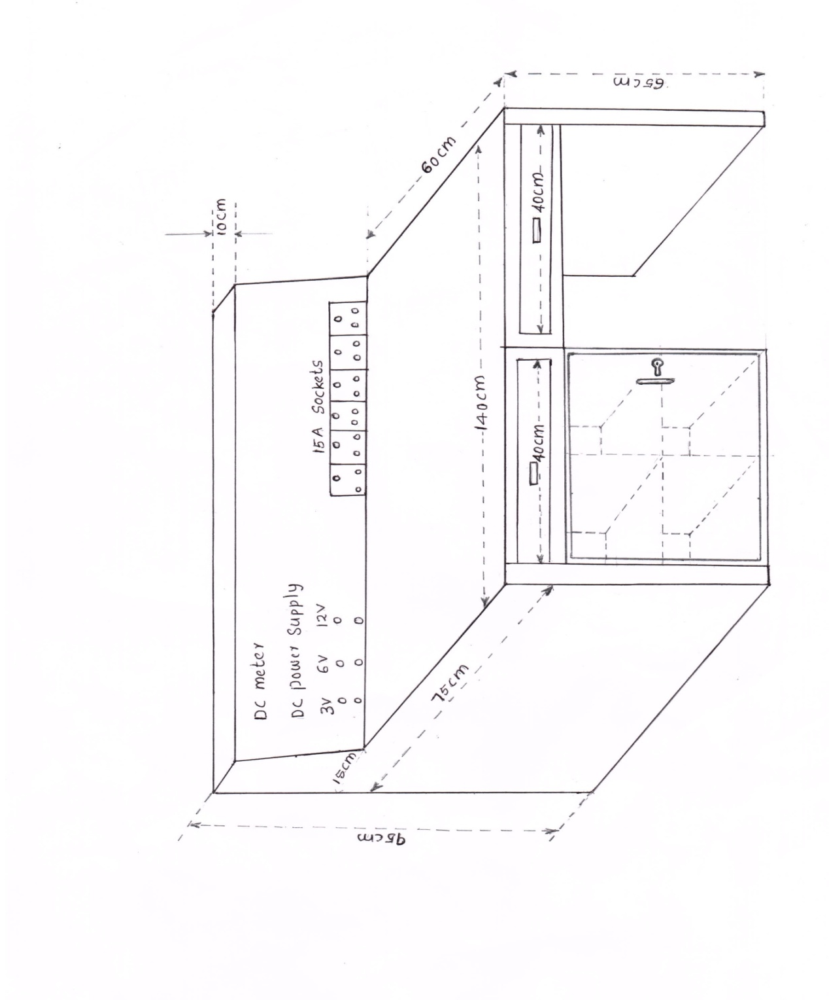 10cm
60cm
65cm
15A Sockets
DC meter
DC power supply
3V 6V 12V
140cm
40cm
40cm
15cm
75cm
95cm